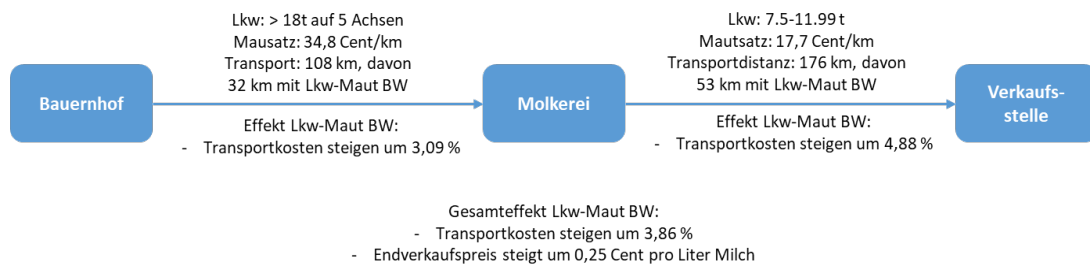 Lkw: > 18t auf 5 Achsen
Mausatz: 34,8 Cent/km
Transport: 108 km, davon
32 km mit Lkw-Maut BW
Lkw: 7.5-11.99 t
Mautsatz: 17,7 Cent/km
Transportdistanz: 176 km, davon
53 km mit Lkw-Maut BW
Bauernhof
Molkerei
Verkaufs-
stelle
Effekt Lkw-Maut BW:
- Transportkosten steigen um 3,09 %
Effekt Lkw-Maut BW:
- Transportkosten steigen um 4,88 %
Gesamteffekt Lkw-Maut BW:
- Transportkosten steigen um 3,86 %
- Endverkaufspreis steigt um 0,25 Cent pro Liter Milch